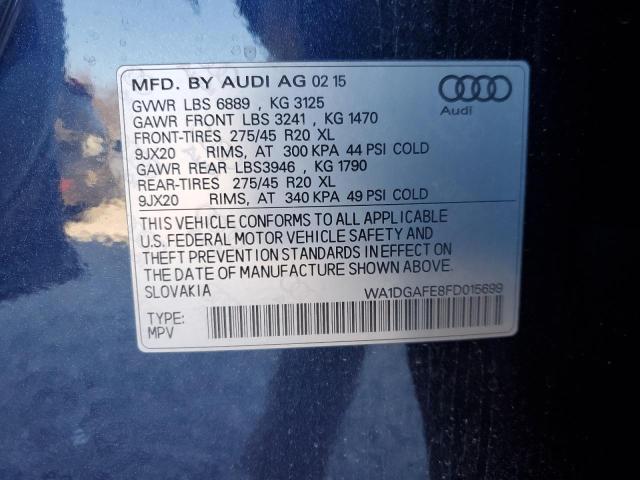 MFD. BY AUDI AG 02 15
GVWR LBS 6889 , KG 3125
GAWR FRONT LBS 3241 , KG 1470
FRONT-TIRES 275/45 R20 XL
9JX20 RIMS, AT 300 KPA 44 PSI COLD
GAWR REAR LBS3946 , KG 1790
REAR-TIRES 275/45 R20 XL
9JX20 RIMS, AT 340 KPA 49 PSI COLD
Audi
THIS VEHICLE CONFORMS TO ALL APPLICABLE
U.S. FEDERAL MOTOR VEHICLE SAFETY AND
THEFT PREVENTION STANDARDS IN EFFECT ON
THE DATE OF MANUFACTURE SHOWN ABOVE.
SLOVAKIA
WA1DGAFE8FD015699
TYPE:
MPV